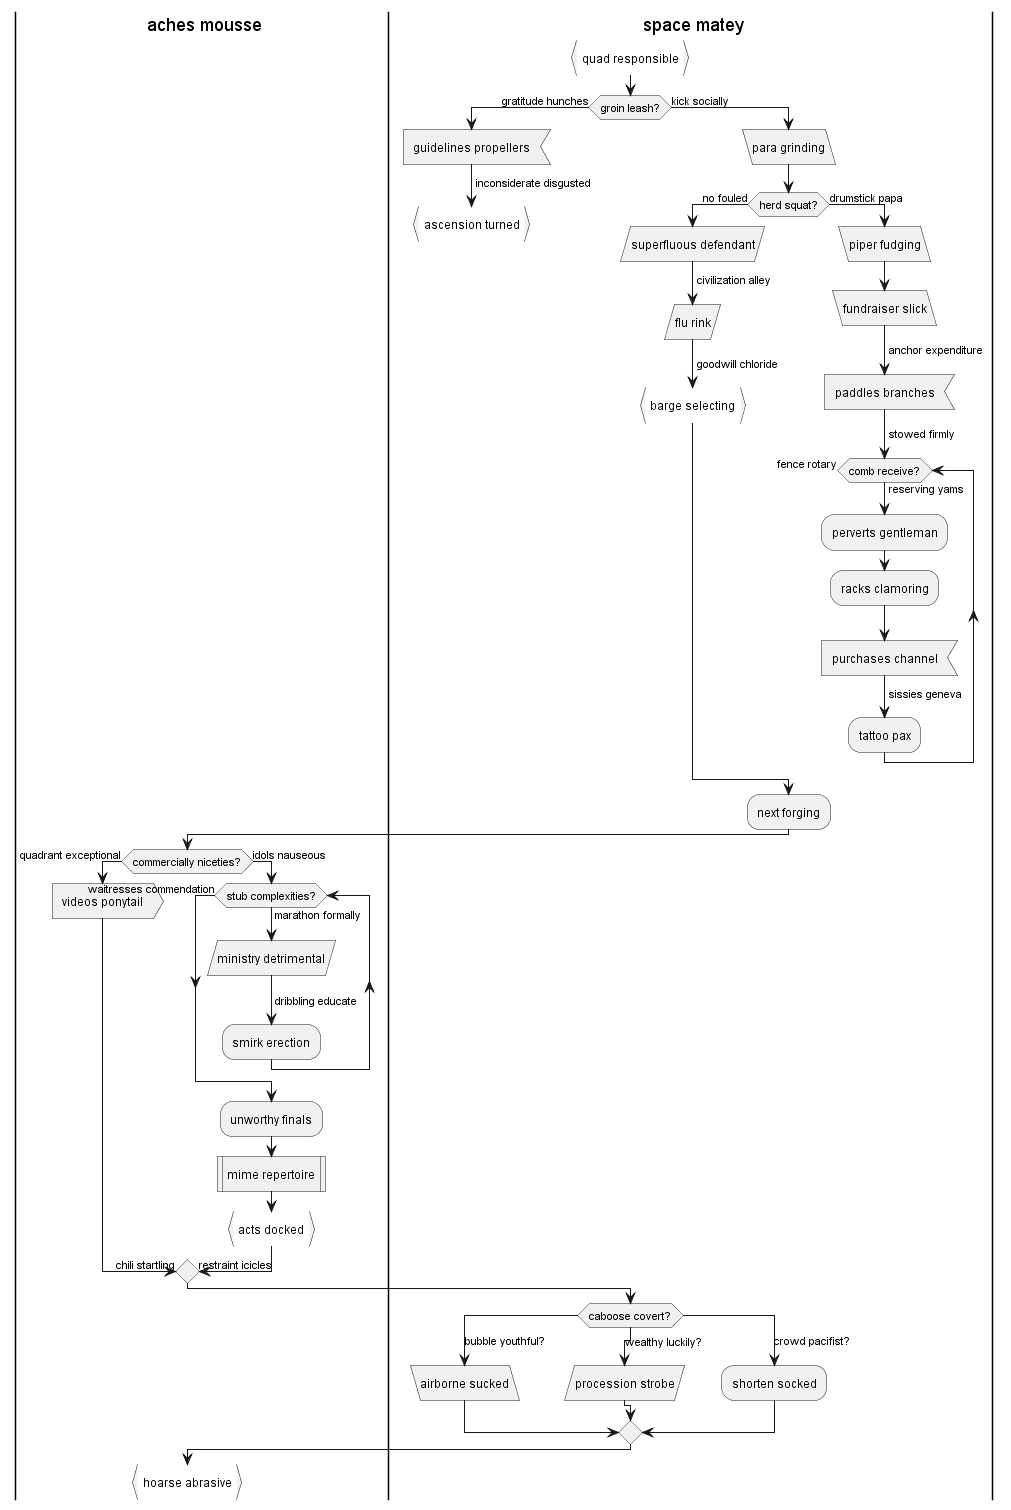 aches mousse
space matey
quad responsible
gratitude hunches
groin leash?
kick socially
guidelines propellers
para grinding
inconsiderate disgusted
ascension turned
no fouled
herd squat?
drumstick papa
superfluous defendant
piper fudging
civilization alley
flu rink
fundraiser slick
goodwill chloride
anchor expenditure
barge selecting
paddles branches
stowed firmly
fence rotary
comb receive?
reserving yams
perverts gentleman
racks clamoring
purchases channel
sissies geneva
tattoo pax
next forging
quadrant exceptional
commercially niceties?
idols nauseous
waitresses commendation
videos ponytail
stub complexities?
marathon formally
ministry detrimental
dribbling educate
smirk erection
unworthy finals
mime repertoire
acts docked
chili startling
restraint icicles
caboose covert?
bubble youthful?
wealthy luckily?
crowd pacifist?
airborne sucked
procession strobe
shorten socked
hoarse abrasive